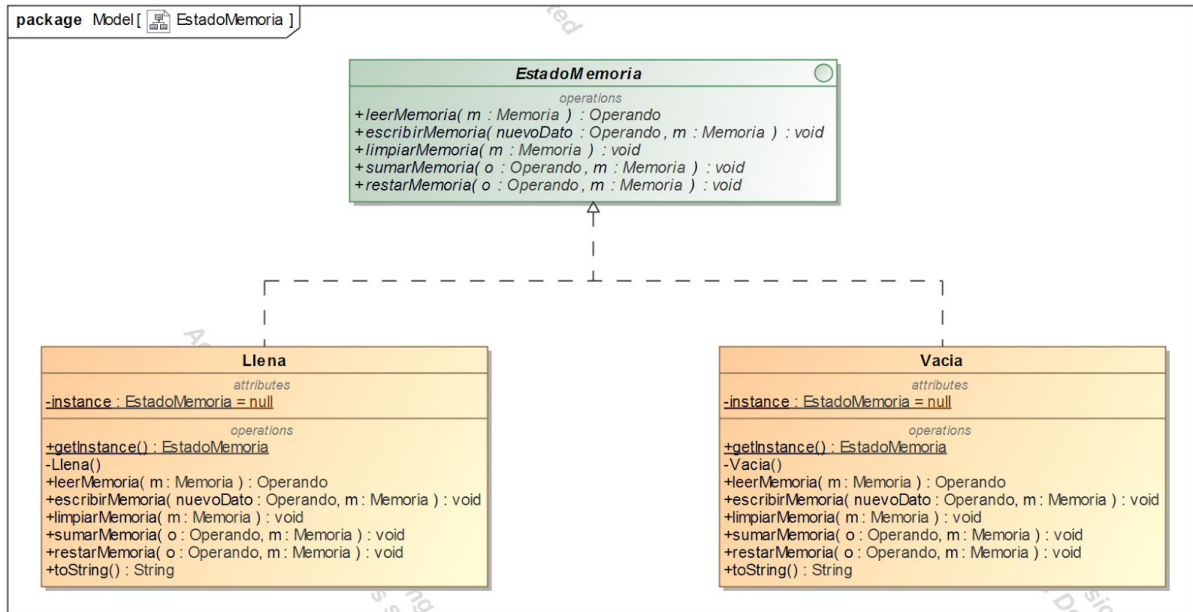 package Model [ EstadoMemoria ]
EstadoMemoria
operations
+leerMemoria( m : Memoria ) : Operando
+escribirMemoria( nuevoDato : Operando, m : Memoria ) : void
+limpiarMemoria( m : Memoria ) : void
+sumarMemoria( o : Operando, m : Memoria ) : void
+restarMemoria( o : Operando, m : Memoria ) : void
Llena
attributes
-instance : EstadoMemoria = null
operations
+getInstance() : EstadoMemoria
-Llena()
+leerMemoria( m : Memoria ) : Operando
+escribirMemoria( nuevoDato : Operando, m : Memoria ) : void
+limpiarMemoria( m : Memoria ) : void
+sumarMemoria( o : Operando, m : Memoria ) : void
+restarMemoria( o : Operando, m : Memoria ) : void
+toString() : String
Vacia
attributes
-instance : EstadoMemoria = null
operations
+getInstance() : EstadoMemoria
-Vacia()
+leerMemoria( m : Memoria ) : Operando
+escribirMemoria( nuevoDato : Operando, m : Memoria ) : void
+limpiarMemoria( m : Memoria ) : void
+sumarMemoria( o : Operando, m : Memoria ) : void
+restarMemoria( o : Operando, m : Memoria ) : void
+toString() : String